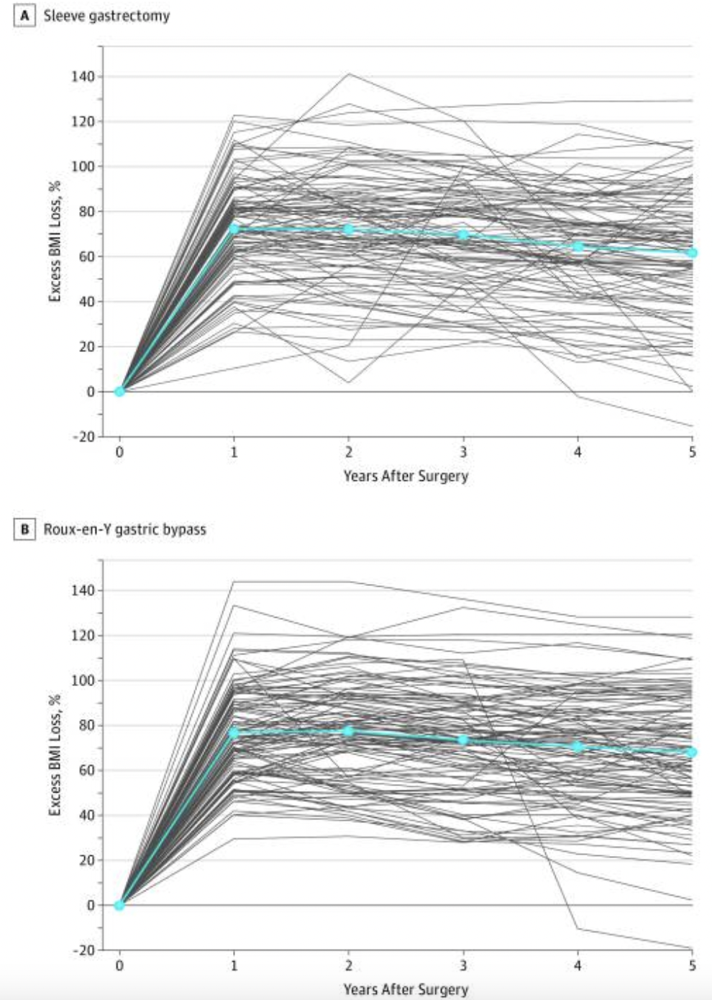 A Sleeve gastrectomy
140
120
100
80
60
40
20
0
-20
Excess BMI Loss, %
0 1 2 3 4 5
Years After Surgery
B Roux-en-Y gastric bypass
140
120
100
80
60
40
20
0
-20
Excess BMI Loss, %
0 1 2 3 4 5
Years After Surgery